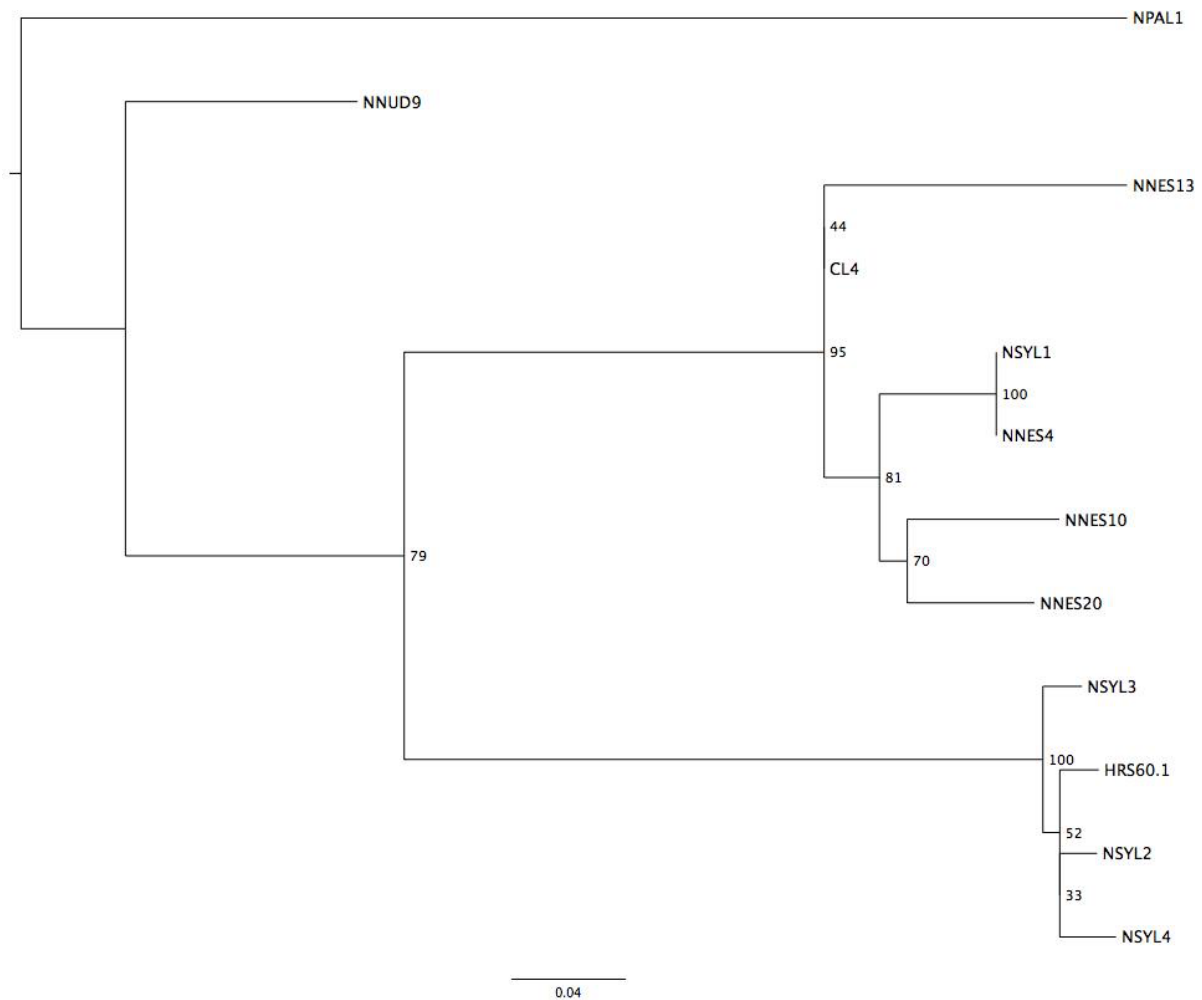 NPAL1
NNUD9
NNES13
44
CL4
95
NSYL1
100
NNES4
81
NNES10
79
70
NNES20
NSYL3
100
HRS60.1
52
NSYL2
33
NSYL4
0.04